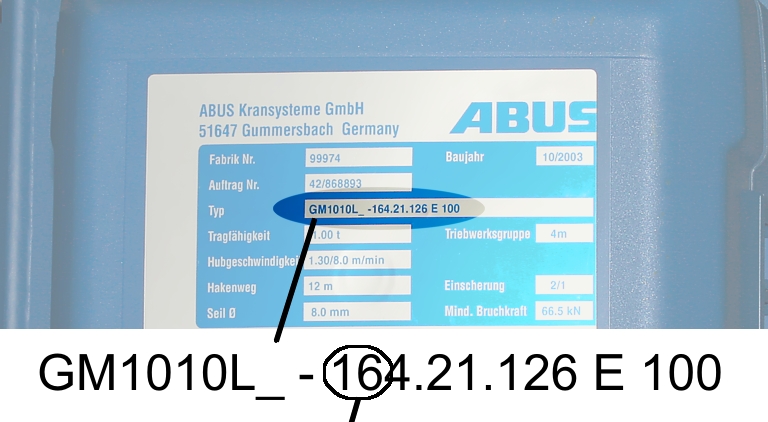 ABUS Kransysteme GmbH
51647 Gummersbach Germany
ABUS
Fabrik Nr. 99974 Baujahr 10/2003
Auftrag Nr. 42/868893
Typ GM1010L_ -164.21.126 E 100
Tragfähigkeit 1.00 t Triebwerksgruppe 4m
Hubgeschwindigkei 1.30/8.0 m/min
Hakenweg 12 m Einscherung 2/1
Seil Ø 8.0 mm Mind. Bruchkraft 66.5 kN
GM1010L_ - 164.21.126 E 100